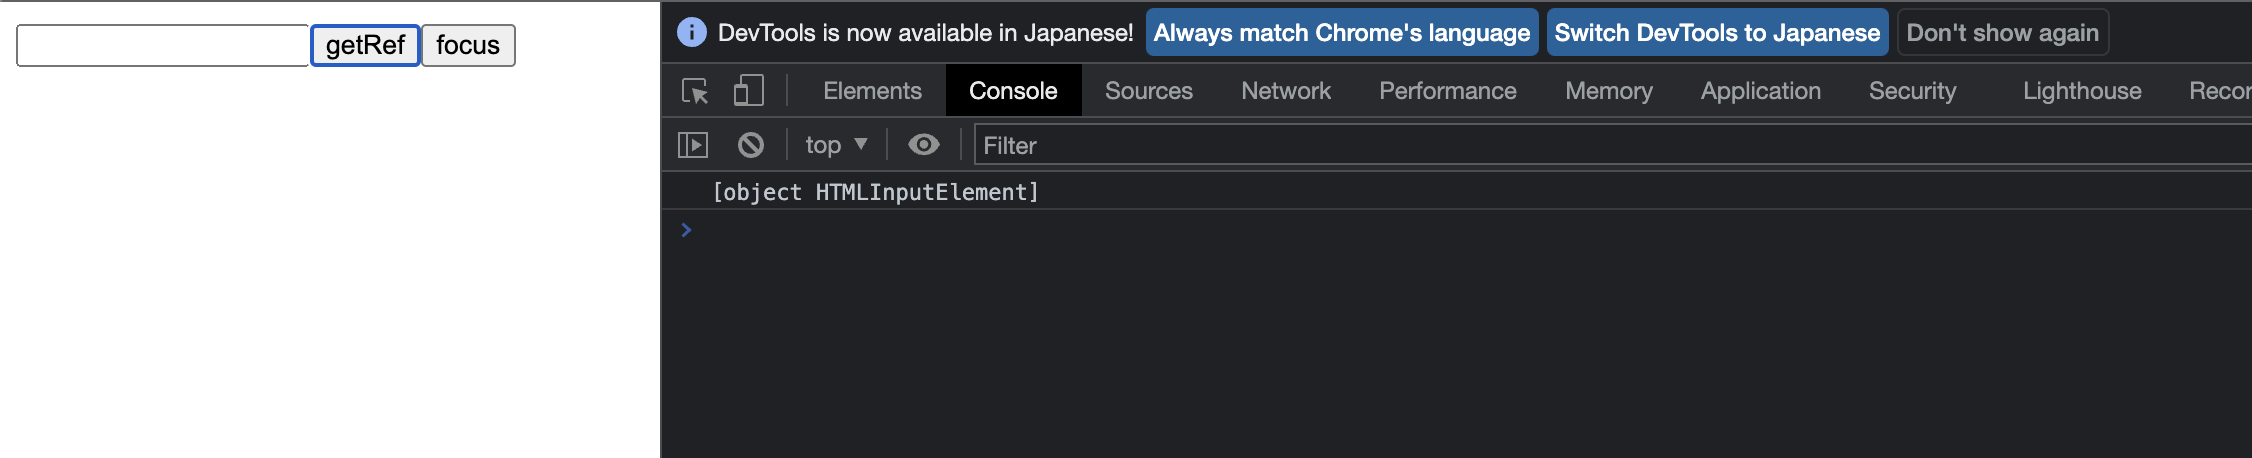 getRef focus
DevTools is now available in Japanese! Always match Chrome's language Switch DevTools to Japanese Don't show again
Elements Console Sources Network Performance Memory Application Security Lighthouse Recor
top Filter
[object HTMLInputElement]